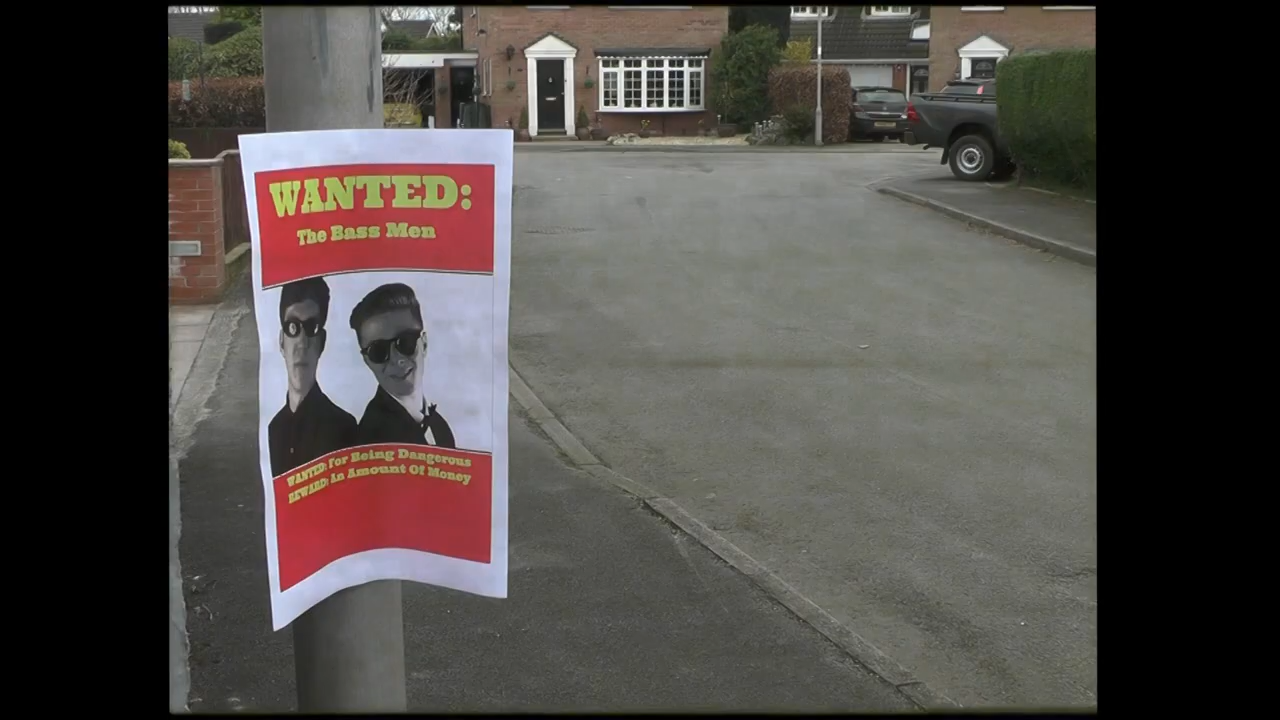 WANTED:
The Bass Men
WANTED: For Being Dangerous
REWARD: An Amount Of Money